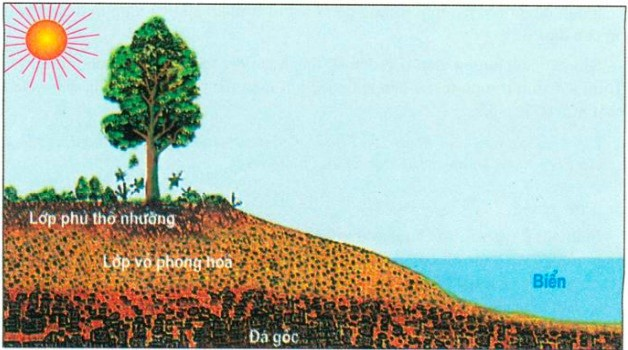 Lớp phủ thổ nhưỡng
Lớp vỏ phong hoá
Biển
Đá gốc